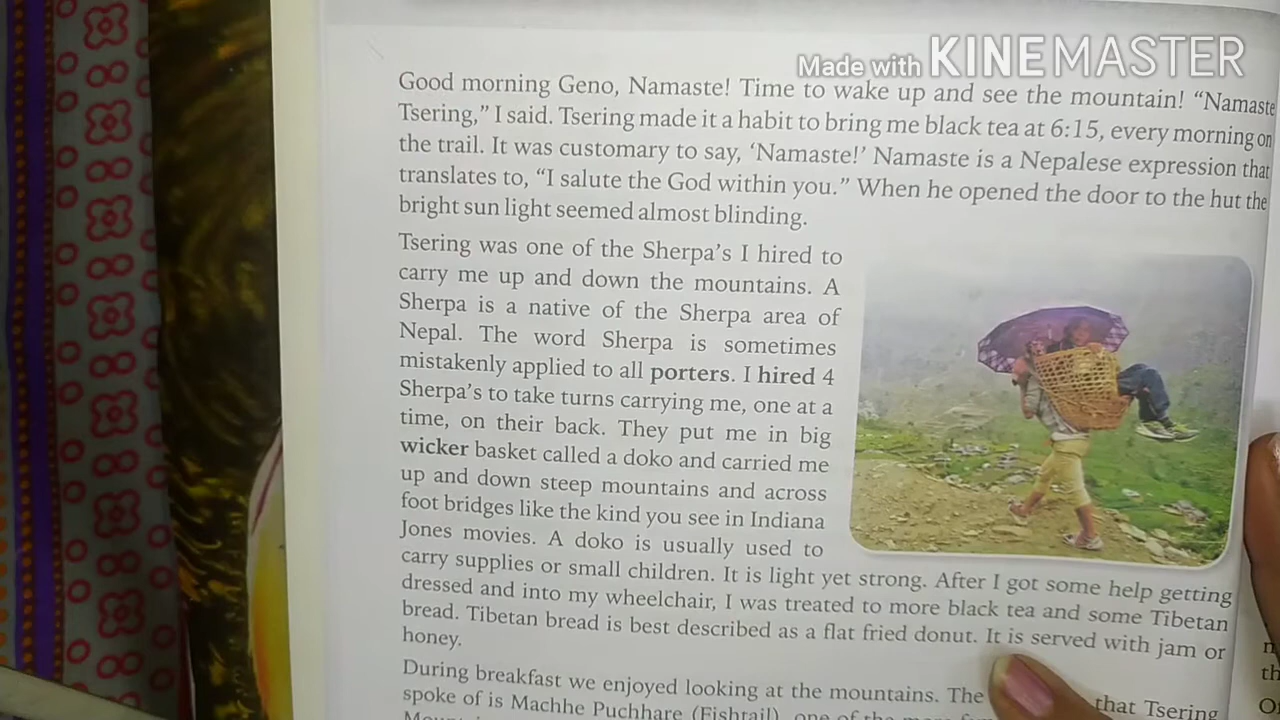 Made with KINEMASTER
Good morning Geno, Namaste! Time to wake up and see the mountain! “Namaste
Tsering,” I said. Tsering made it a habit to bring me black tea at 6:15, every morning on
the trail. It was customary to say, ‘Namaste!’ Namaste is a Nepalese expression that
translates to, “I salute the God within you.” When he opened the door to the hut the
bright sun light seemed almost blinding.
Tsering was one of the Sherpa’s I hired to
carry me up and down the mountains. A
Sherpa is a native of the Sherpa area of
Nepal. The word Sherpa is sometimes
mistakenly applied to all porters. I hired 4
Sherpa’s to take turns carrying me, one at a
time, on their back. They put me in big
wicker basket called a doko and carried me
up and down steep mountains and across
foot bridges like the kind you see in Indiana
Jones movies. A doko is usually used to
carry supplies or small children. It is light yet strong. After I got some help getting
dressed and into my wheelchair, I was treated to more black tea and some Tibetan
bread. Tibetan bread is best described as a flat fried donut. It is served with jam or
honey.
During breakfast we enjoyed looking at the mountains. The that Tsering
spoke of is Machhe Puchhare (Fishtail), one of the more